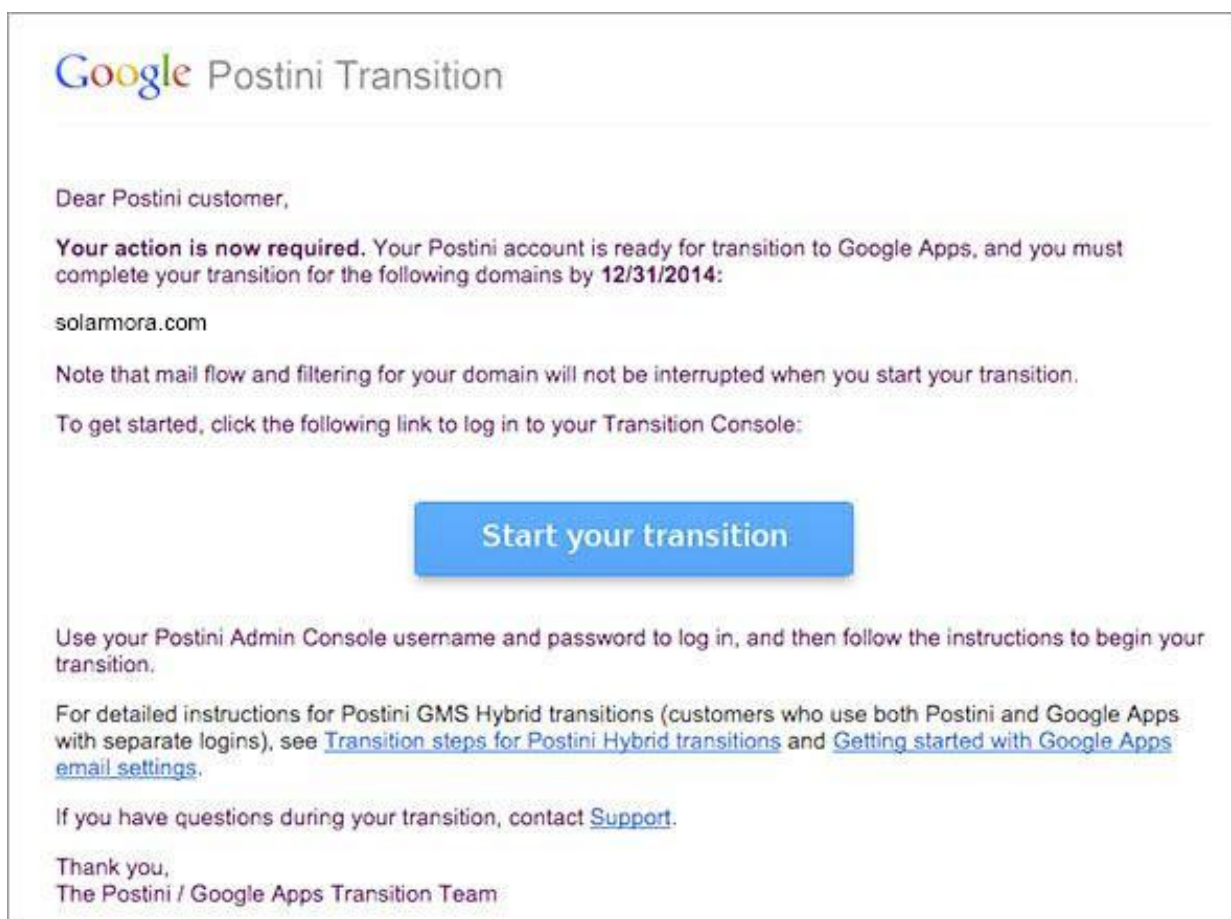 Google Postini Transition
Dear Postini customer,
Your action is now required. Your Postini account is ready for transition to Google Apps, and you must
complete your transition for the following domains by 12/31/2014:
solarmora.com
Note that mail flow and filtering for your domain will not be interrupted when you start your transition.
To get started, click the following link to log in to your Transition Console:
Start your transition
Use your Postini Admin Console username and password to log in, and then follow the instructions to begin your
transition.
For detailed instructions for Postini GMS Hybrid transitions (customers who use both Postini and Google Apps
with separate logins), see Transition steps for Postini Hybrid transitions and Getting started with Google Apps
email settings.
If you have questions during your transition, contact Support.
Thank you,
The Postini / Google Apps Transition Team